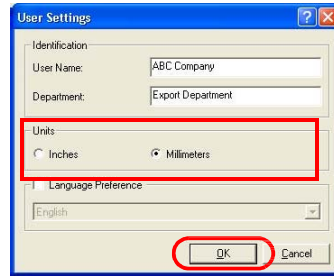 User Settings
Identification
User Name: ABC Company
Department: Export Department
Units
Inches Millimeters
Language Preference
English
OK Cancel